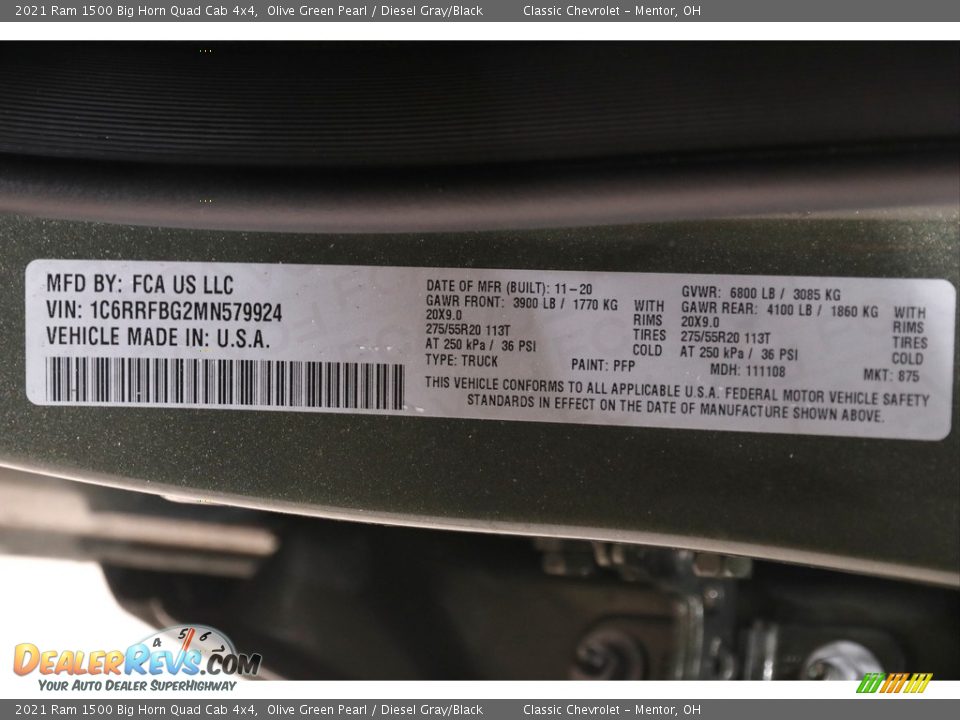 2021 Ram 1500 Big Horn Quad Cab 4x4, Olive Green Pearl / Diesel Gray/Black Classic Chevrolet – Mentor, OH
MFD BY: FCA US LLC
VIN: 1C6RRFBG2MN579924
VEHICLE MADE IN: U.S.A.
DATE OF MFR (BUILT): 11-20
GAWR FRONT: 3900 LB / 1770 KG WITH
20X9.0 RIMS
275/55R20 113T TIRES
AT 250 kPa / 36 PSI COLD
TYPE: TRUCK PAINT: PFP
GVWR: 6800 LB / 3085 KG
GAWR REAR: 4100 LB / 1860 KG WITH
20X9.0 RIMS
275/55R20 113T TIRES
AT 250 kPa / 36 PSI COLD
MDH: 111108 MKT: 875
THIS VEHICLE CONFORMS TO ALL APPLICABLE U.S.A. FEDERAL MOTOR VEHICLE SAFETY
STANDARDS IN EFFECT ON THE DATE OF MANUFACTURE SHOWN ABOVE.
4 5 6
DealerRevs.com
Your Auto Dealer SuperHighway
2021 Ram 1500 Big Horn Quad Cab 4x4, Olive Green Pearl / Diesel Gray/Black Classic Chevrolet – Mentor, OH